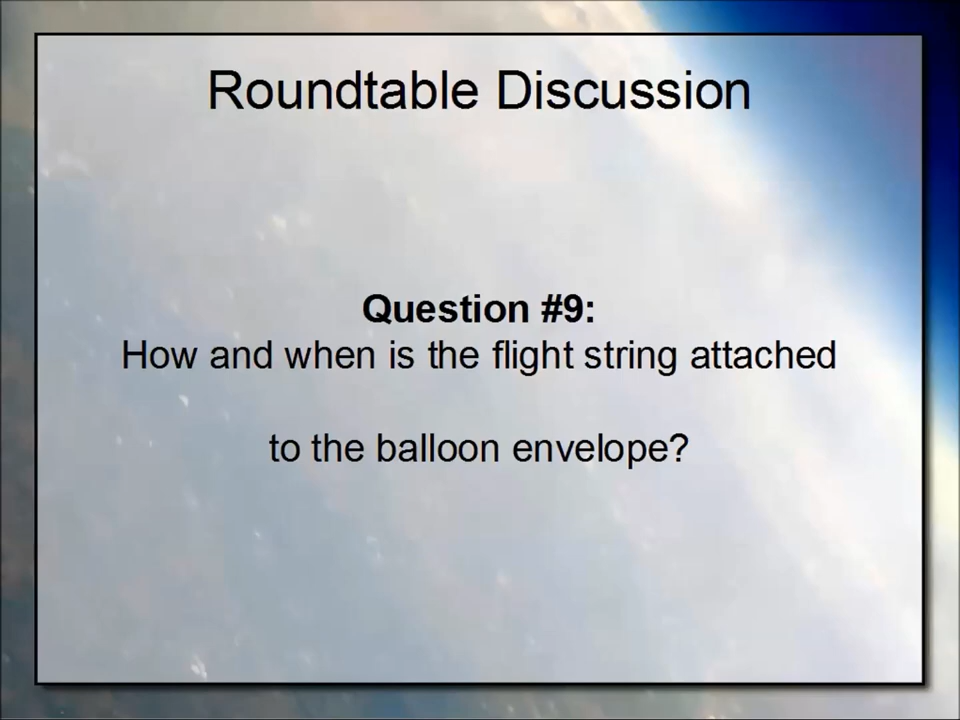 Roundtable Discussion
Question #9:
How and when is the flight string attached
to the balloon envelope?